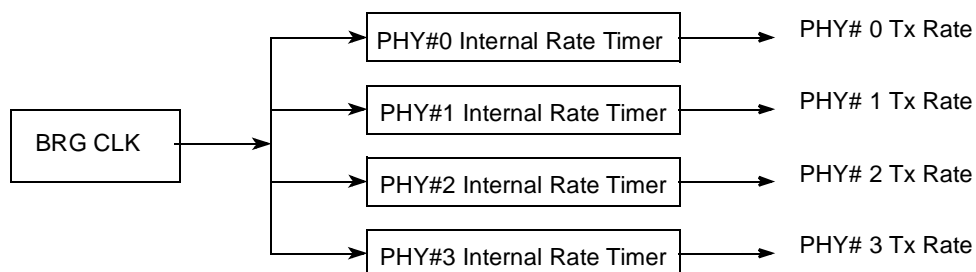 PHY#0 Internal Rate Timer
PHY# 0 Tx Rate
PHY#1 Internal Rate Timer
PHY# 1 Tx Rate
BRG CLK
PHY#2 Internal Rate Timer
PHY# 2 Tx Rate
PHY#3 Internal Rate Timer
PHY# 3 Tx Rate